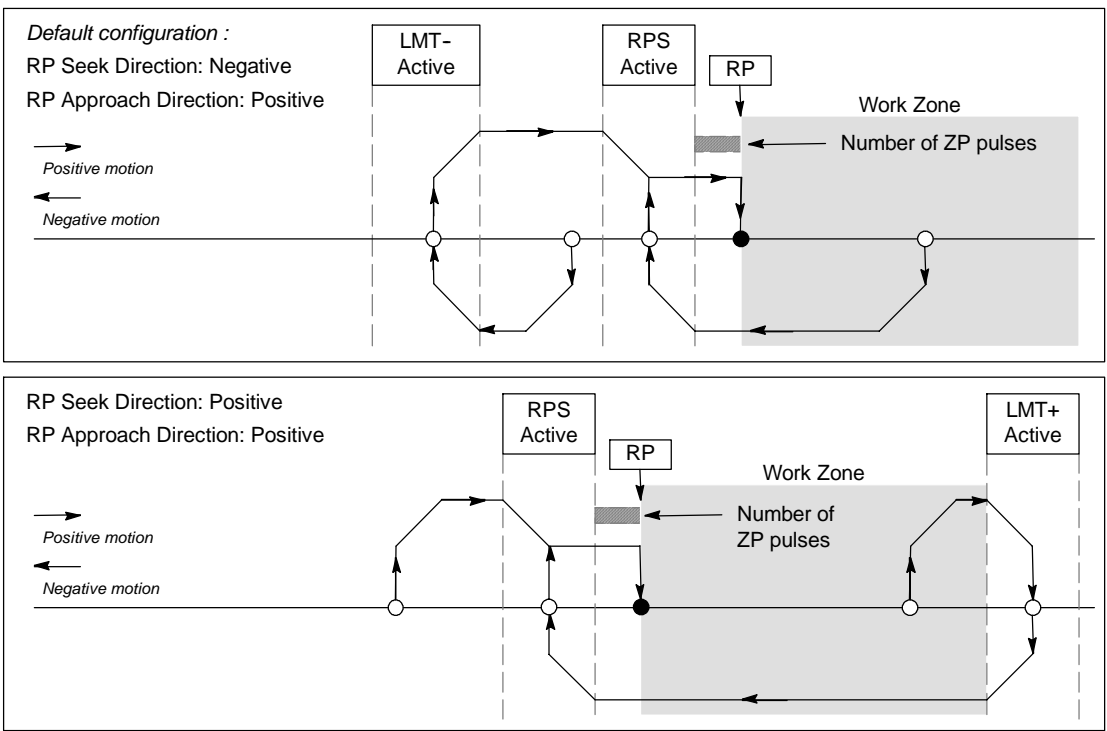 Default configuration :
RP Seek Direction: Negative
RP Approach Direction: Positive
LMT-
Active
RPS
Active
RP
Work Zone
Number of ZP pulses
Positive motion
Negative motion
RP Seek Direction: Positive
RP Approach Direction: Positive
RPS
Active
RP
LMT+
Active
Work Zone
Number of
ZP pulses
Positive motion
Negative motion